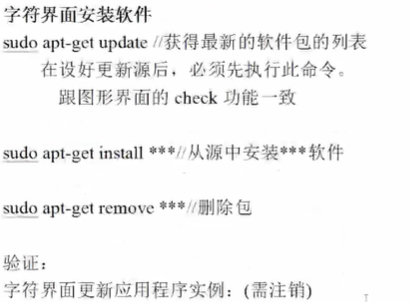 字符界面安装软件
sudo apt-get update //获得最新的软件包的列表
在设好更新源后，必须先执行此命令。
跟图形界面的 check 功能一致
sudo apt-get install ***//从源中安装***软件
sudo apt-get remove ***//删除包
验证：
字符界面更新应用程序实例：(需注销)